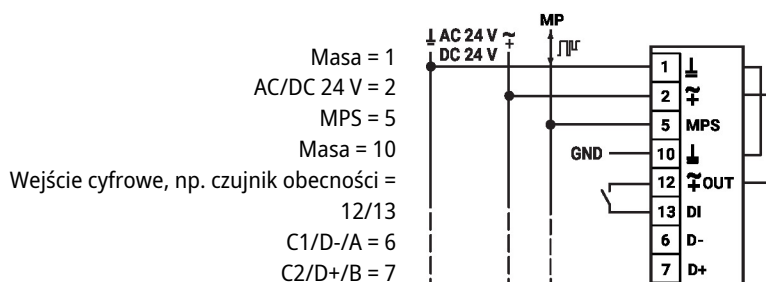 Masa = 1
AC/DC 24 V = 2
MPS = 5
Masa = 10
Wejście cyfrowe, np. czujnik obecności =
12/13
C1/D-/A = 6
C2/D+/B = 7
AC 24 V
DC 24 V
MP
1
2
5 MPS
GND 10
12 OUT
13 DI
6 D-
7 D+